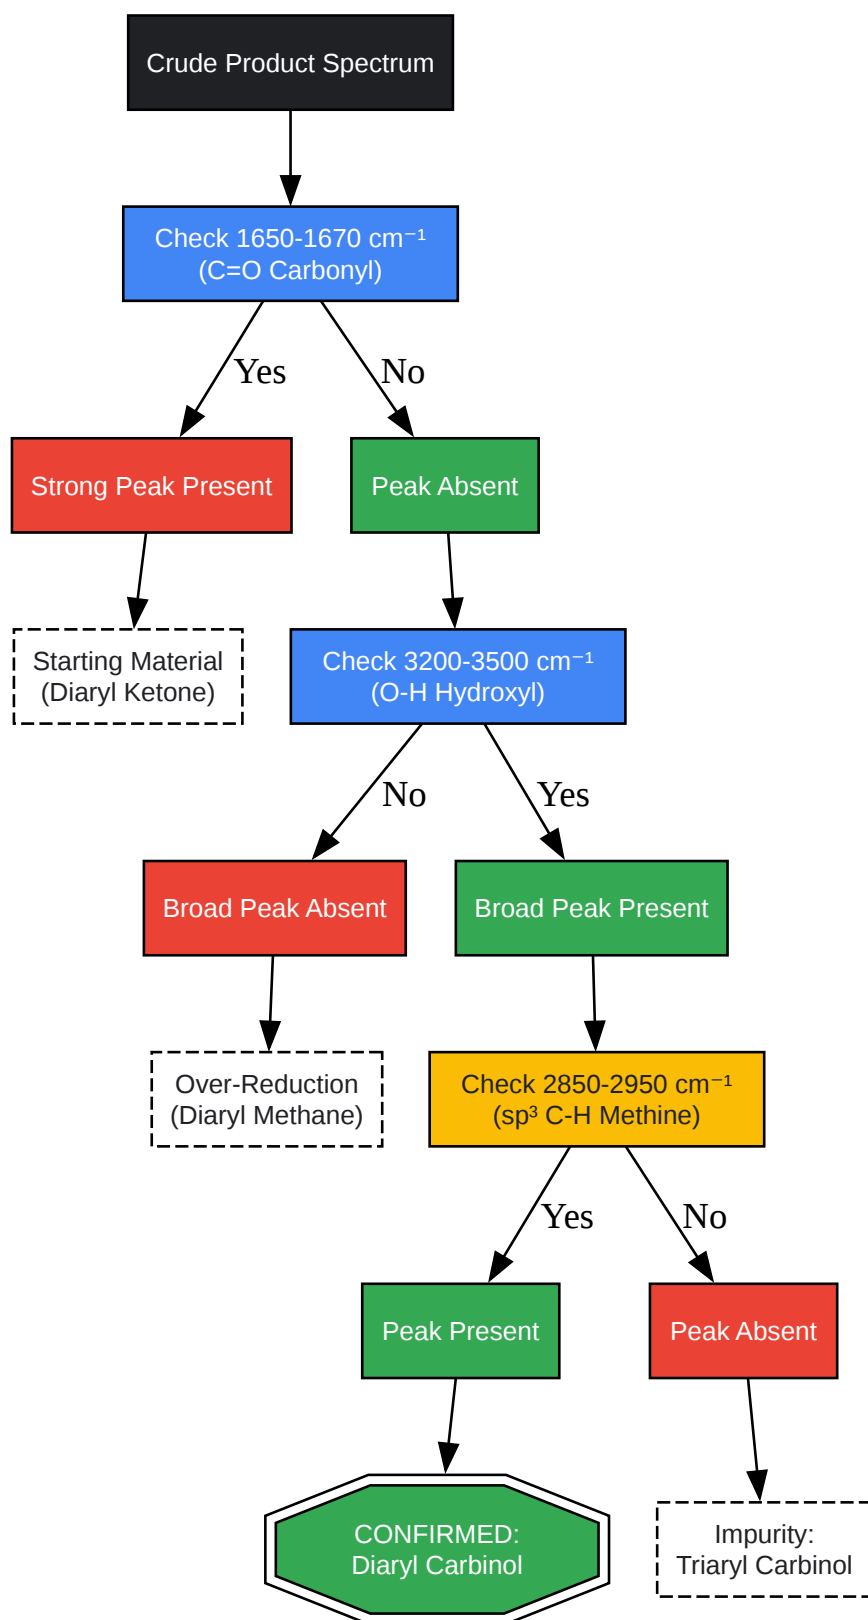 Crude Product Spectrum
Check 1650-1670 cm⁻¹
(C=O Carbonyl)
Yes
No
Strong Peak Present
Peak Absent
Starting Material
(Diaryl Ketone)
Check 3200-3500 cm⁻¹
(O-H Hydroxyl)
No
Yes
Broad Peak Absent
Broad Peak Present
Over-Reduction
(Diaryl Methane)
Check 2850-2950 cm⁻¹
(sp³ C-H Methine)
Yes
No
Peak Present
Peak Absent
CONFIRMED:
Diaryl Carbinol
Impurity:
Triaryl Carbinol